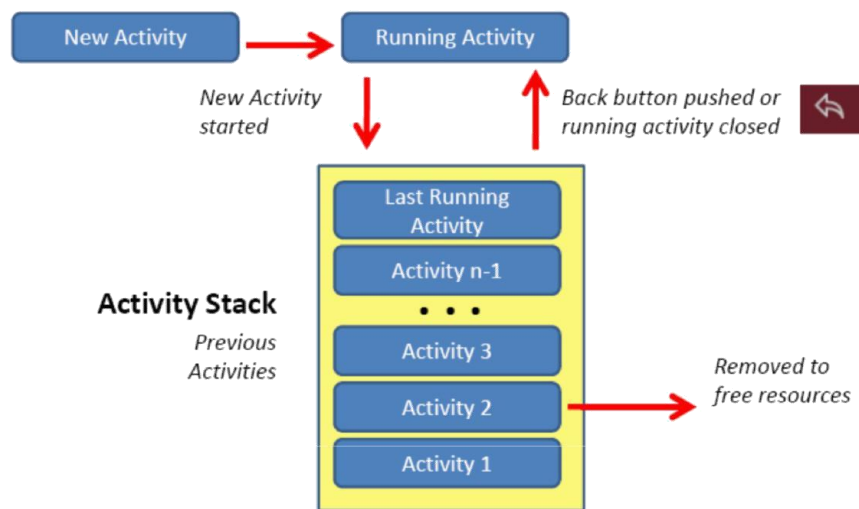 New Activity
Running Activity
New Activity
started
Back button pushed or
running activity closed
Last Running
Activity
Activity n-1
• • •
Activity Stack
Previous
Activities
Activity 3
Activity 2
Removed to
free resources
Activity 1